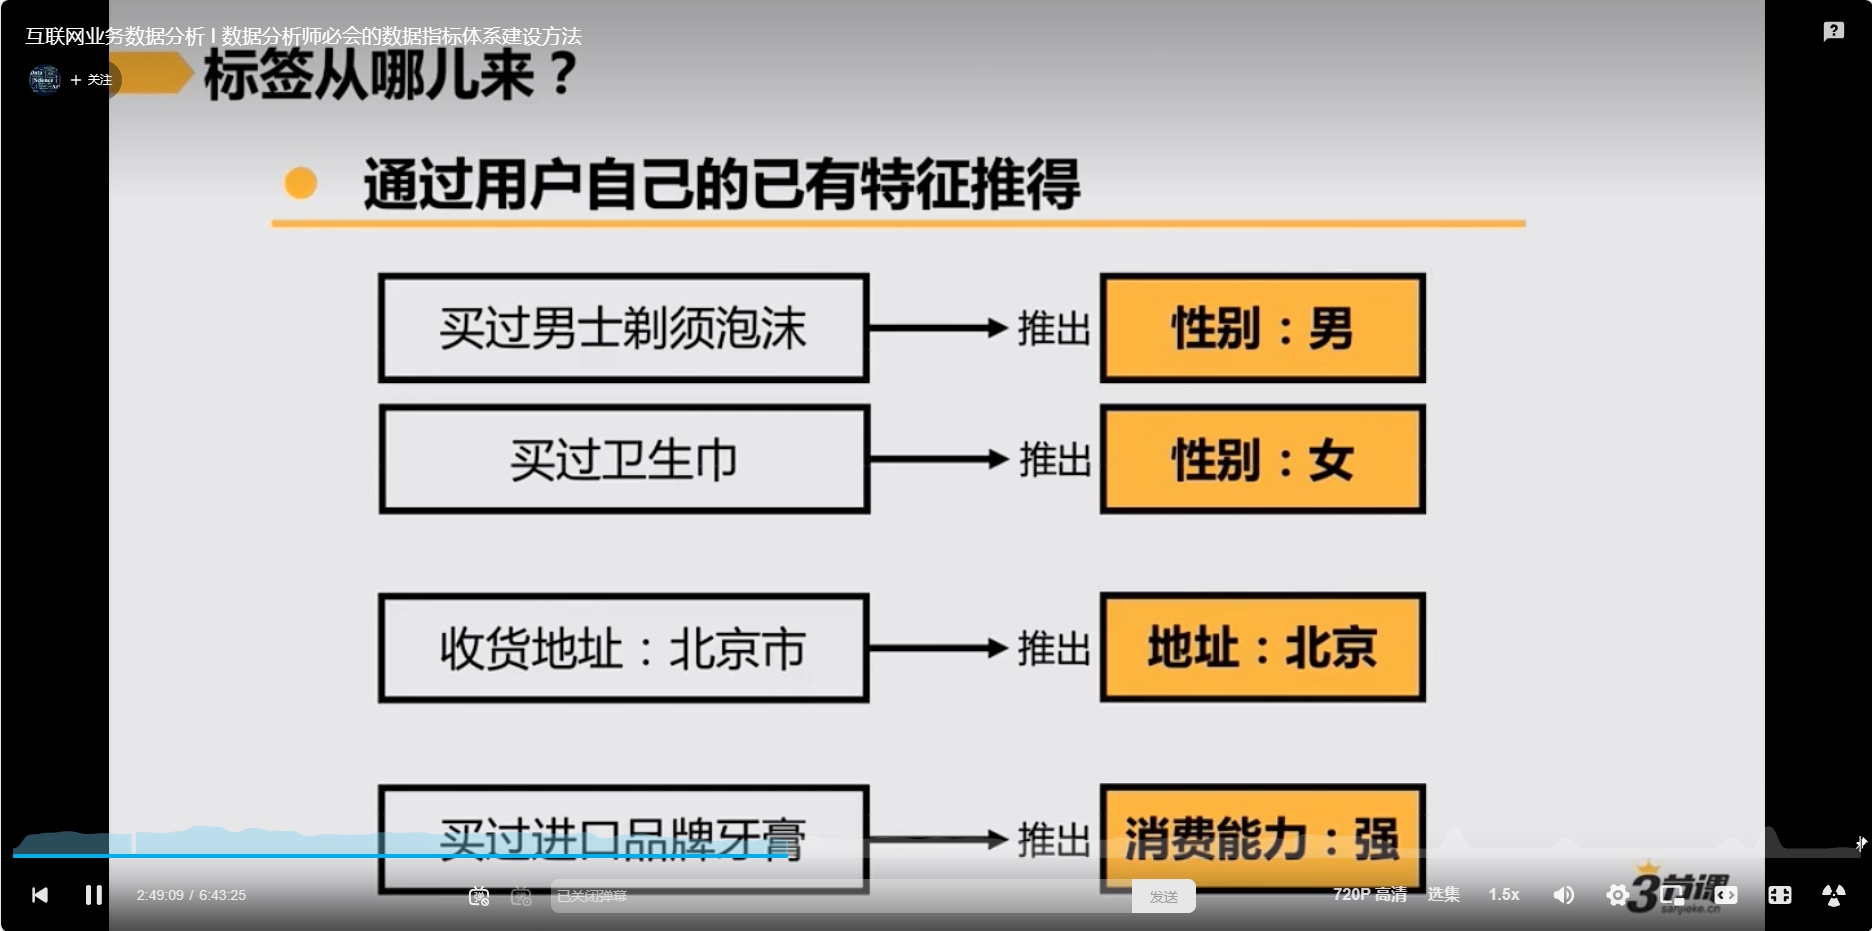 互联网业务数据分析 | 数据分析师必会的数据指标体系建设方法
+ 关注
标签从哪儿来？
通过用户自己的已有特征推得
买过男士剃须泡沫 推出 性别：男
买过卫生巾 推出 性别：女
收货地址：北京市 推出 地址：北京
买过进口品牌牙膏 推出 消费能力：强
2:49:09 / 6:43:25
已关闭弹幕
发送
720P 高清
选集
1.5x
3节课
sanjieke.cn